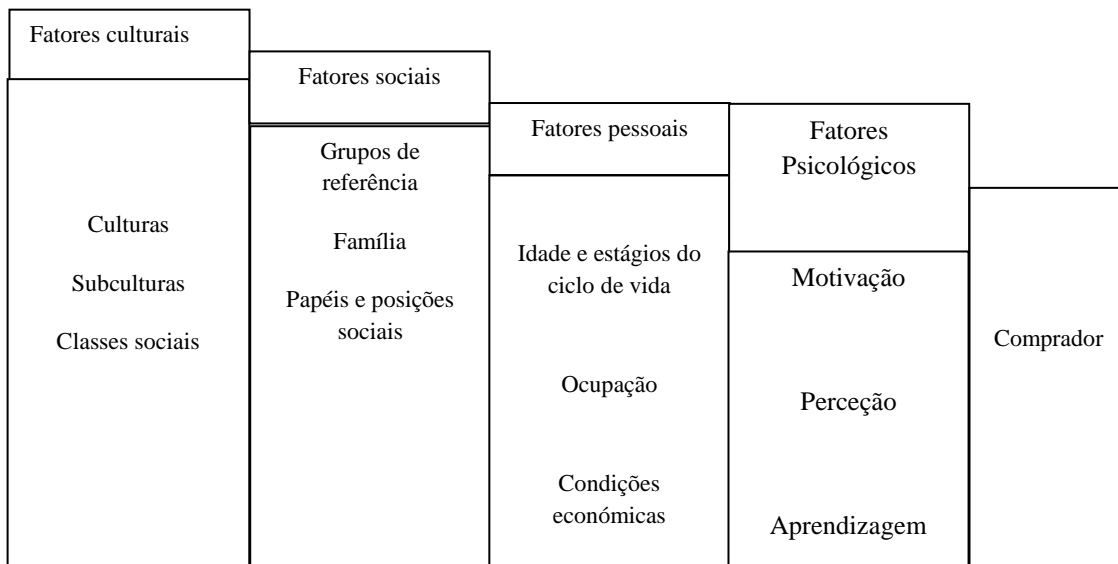 Fatores culturais
Culturas
Subculturas
Classes sociais
Fatores sociais
Grupos de
referência
Família
Papéis e posições
sociais
Fatores pessoais
Idade e estágios do
ciclo de vida
Ocupação
Condições
económicas
Fatores
Psicológicos
Motivação
Perceção
Aprendizagem
Comprador